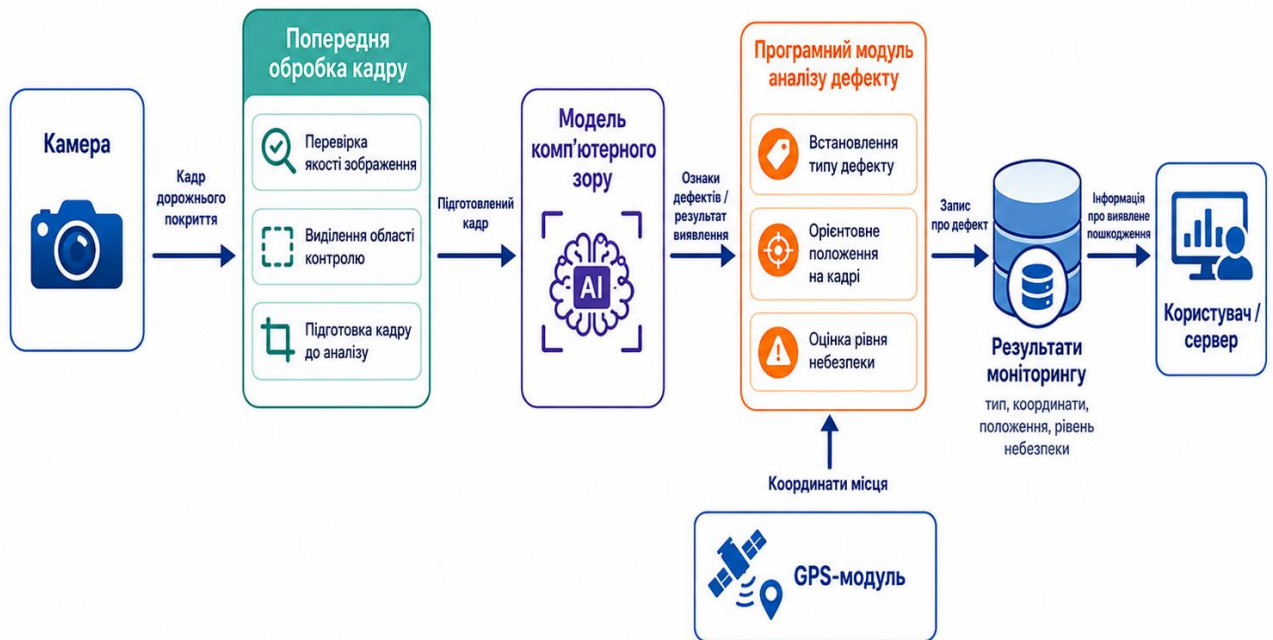 Камера
Кадр
дорожнього
покриття
Попередня
обробка кадру
Перевірка
якості зображення
Виділення області
контролю
Підготовка кадру
до аналізу
Підготовлений
кадр
Модель
комп'ютерного
зору
AI
Ознаки
дефектів /
результат
виявлення
Програмний модуль
аналізу дефекту
Встановлення
типу дефекту
Орієнтовне
положення
на кадрі
Оцінка рівня
небезпеки
Координати місця
GPS-модуль
Запис
про дефект
Результати
моніторингу
тип, координати,
положення, рівень
небезпеки
Інформація
про виявлене
пошкодження
Користувач /
сервер